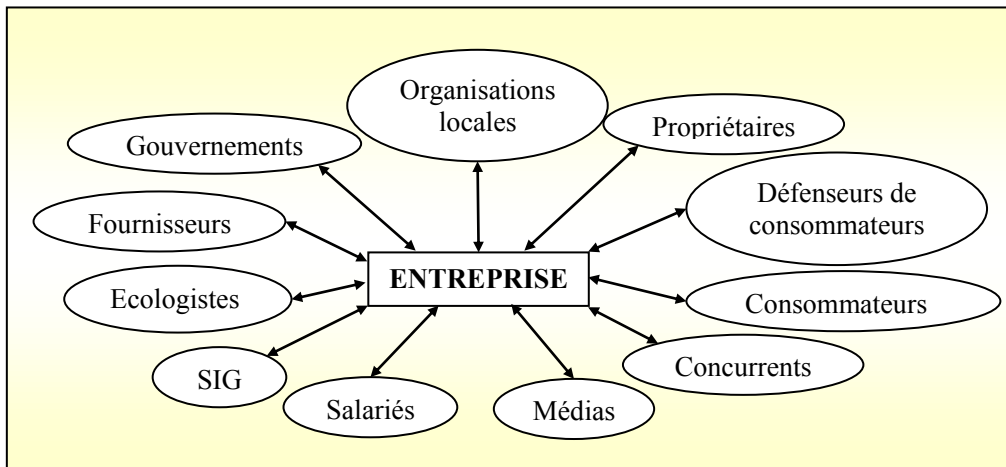 Organisations
locales
Propriétaires
Gouvernements
Défenseurs de
consommateurs
Fournisseurs
ENTREPRISE
Ecologistes
Consommateurs
SIG
Concurrents
Salariés
Médias